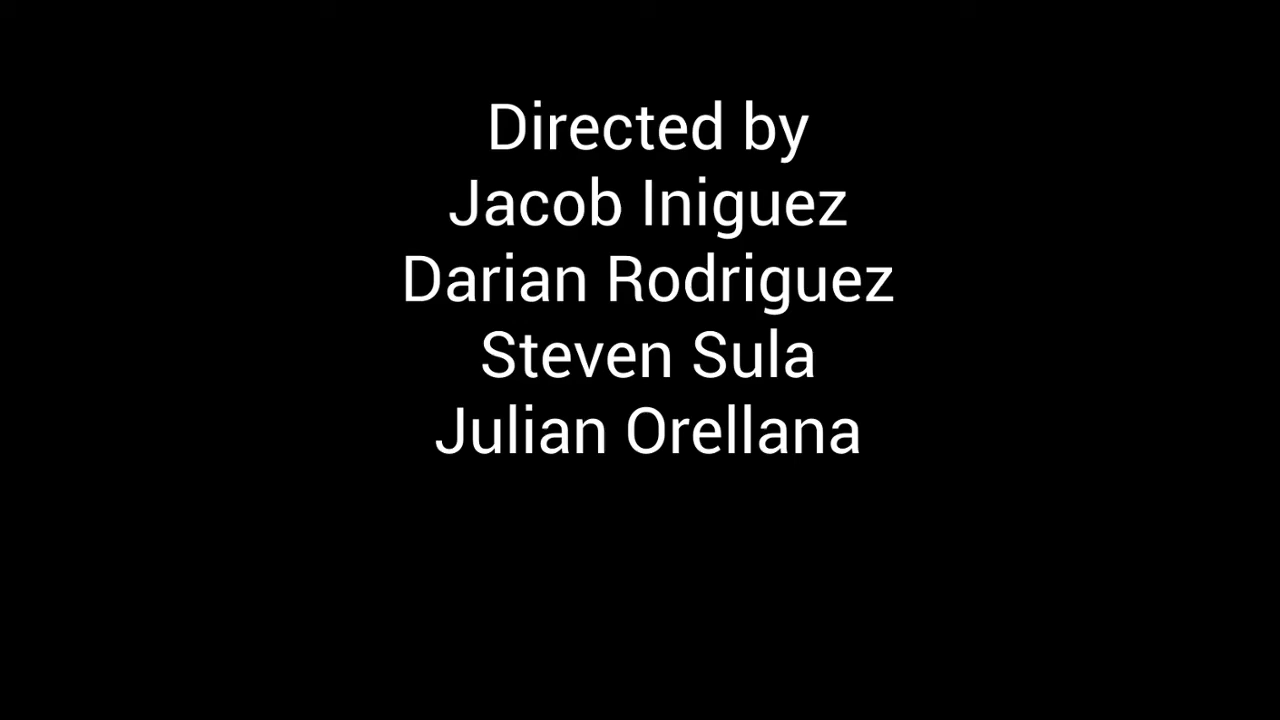 Directed by
Jacob Iniguez
Darian Rodriguez
Steven Sula
Julian Orellana